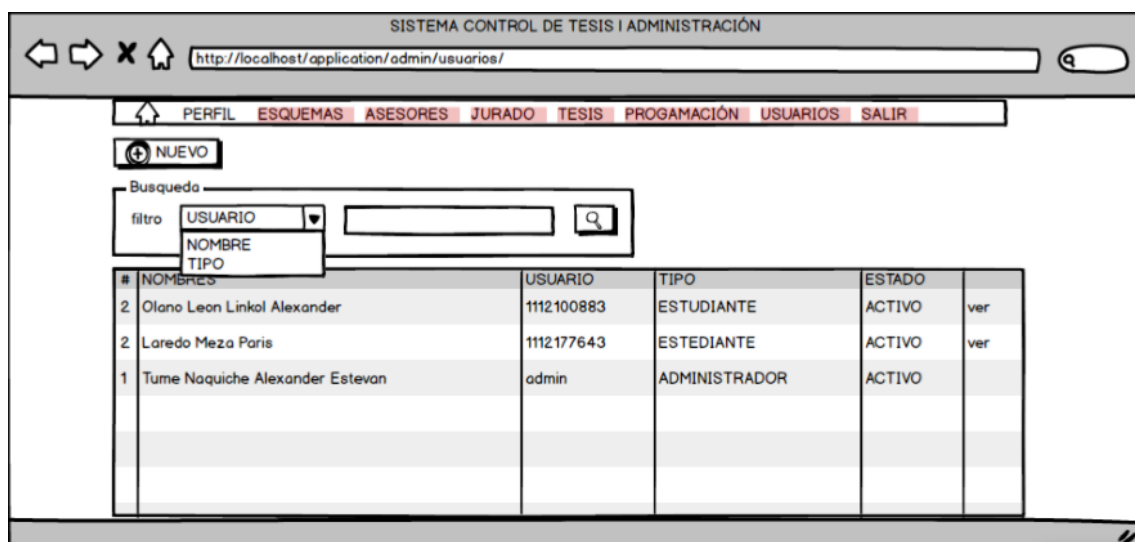 SISTEMA CONTROL DE TESIS I ADMINISTRACIÓN
http://localhost/application/admin/usuarios/
PERFIL ESQUEMAS ASESORES JURADO TESIS PROGAMACIÓN USUARIOS SALIR
NUEVO
Busqueda
filtro USUARIO
NOMBRE
TIPO
# NOMBRES USUARIO TIPO ESTADO
2 Olano Leon Linkol Alexander 1112100883 ESTUDIANTE ACTIVO ver
2 Laredo Meza Paris 1112177643 ESTEDIANTE ACTIVO ver
1 Tume Naquiche Alexander Estevan admin ADMINISTRADOR ACTIVO